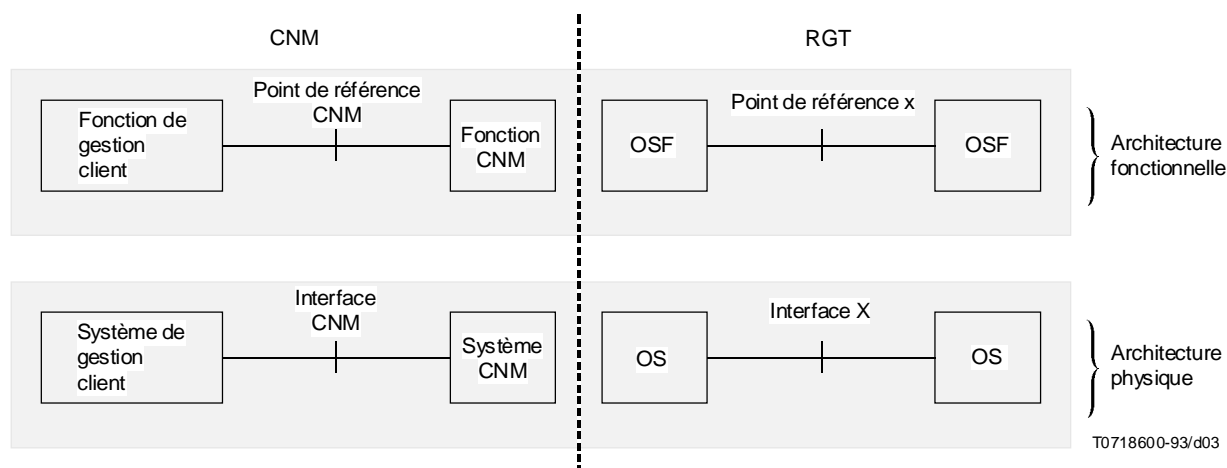 CNM
RGT
Fonction de
gestion
client
Point de référence
CNM
Fonction
CNM
OSF
Point de référence x
OSF
Architecture
fonctionnelle
Système de
gestion
client
Interface
CNM
Système
CNM
OS
Interface X
OS
Architecture
physique
T0718600-93/d03